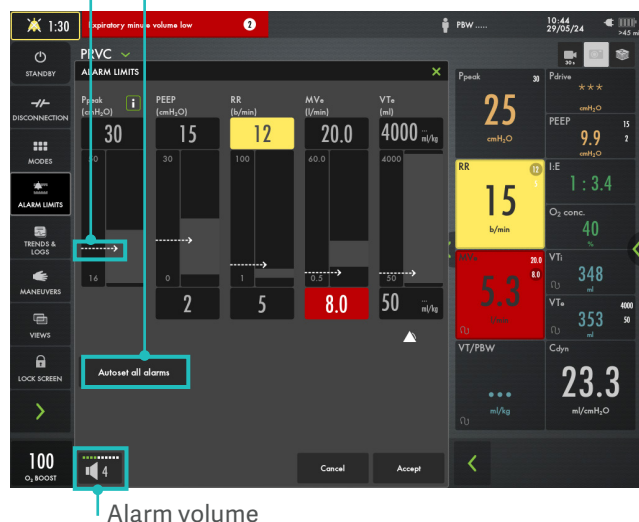 1:30
Expiratory minute volume low
2
PBW .....
10:44
29/05/24
>45 mi
STANDBY
DISCONNECTION
MODES
ALARM LIMITS
TRENDS &
LOGS
MANEUVERS
VIEWS
LOCK SCREEN
100
O₂ BOOST
PRVC
ALARM LIMITS
Ppeak
(cmH₂O)
i
PEEP
(cmH₂O)
RR
(b/min)
MVe
(l/min)
VTe
(ml)
30
15
12
20.0
4000 ... ml/kg
50
30
100
60.0
4000
16
0
1
0.5
50
2
5
8.0
50 ... ml/kg
Autoset all alarms
4
Cancel
Accept
30 s
Ppeak
30
25
cmH₂O
Pdrive
***
cmH₂O
PEEP
15
9.9
2
cmH₂O
RR
12
5
15
b/min
I:E
1 : 3.4
O₂ conc.
40
%
MVe
20.0
8.0
5.3
VTi
348
ml
VTe
4000
353
50
ml
VT/PBW
...
ml/kg
Cdyn
23.3
ml/cmH₂O
Alarm volume